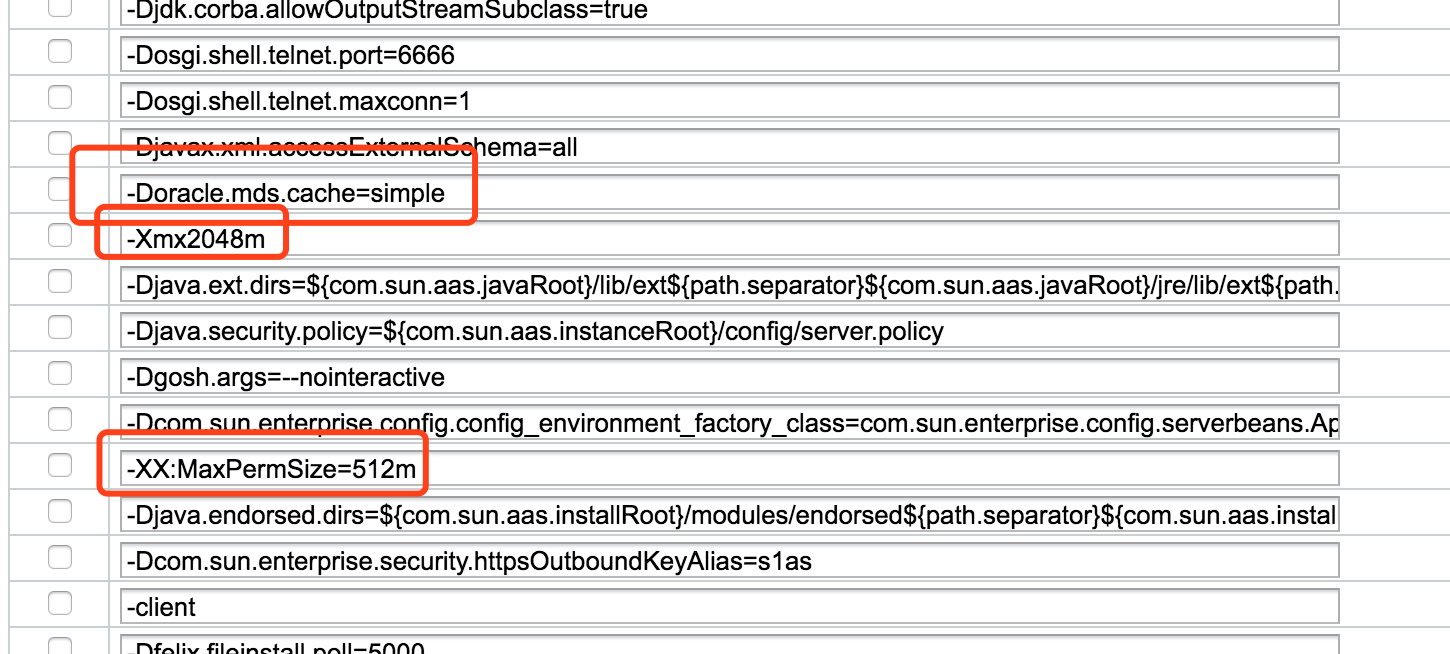 -Djdk.corba.allowOutputStreamSubclass=true
-Dosgi.shell.telnet.port=6666
-Dosgi.shell.telnet.maxconn=1
-Djavax.xml.accessExternalSchema=all
-Doracle.mds.cache=simple
-Xmx2048m
-Djava.ext.dirs=${com.sun.aas.javaRoot}/lib/ext${path.separator}${com.sun.aas.javaRoot}/jre/lib/ext${path.
-Djava.security.policy=${com.sun.aas.instanceRoot}/config/server.policy
-Dgosh.args=--nointeractive
-Dcom.sun.enterprise.config.config_environment_factory_class=com.sun.enterprise.config.serverbeans.Ap
-XX:MaxPermSize=512m
-Djava.endorsed.dirs=${com.sun.aas.installRoot}/modules/endorsed${path.separator}${com.sun.aas.instal
-Dcom.sun.enterprise.security.httpsOutboundKeyAlias=s1as
-client
-Dfelix.fileinstall.poll=5000